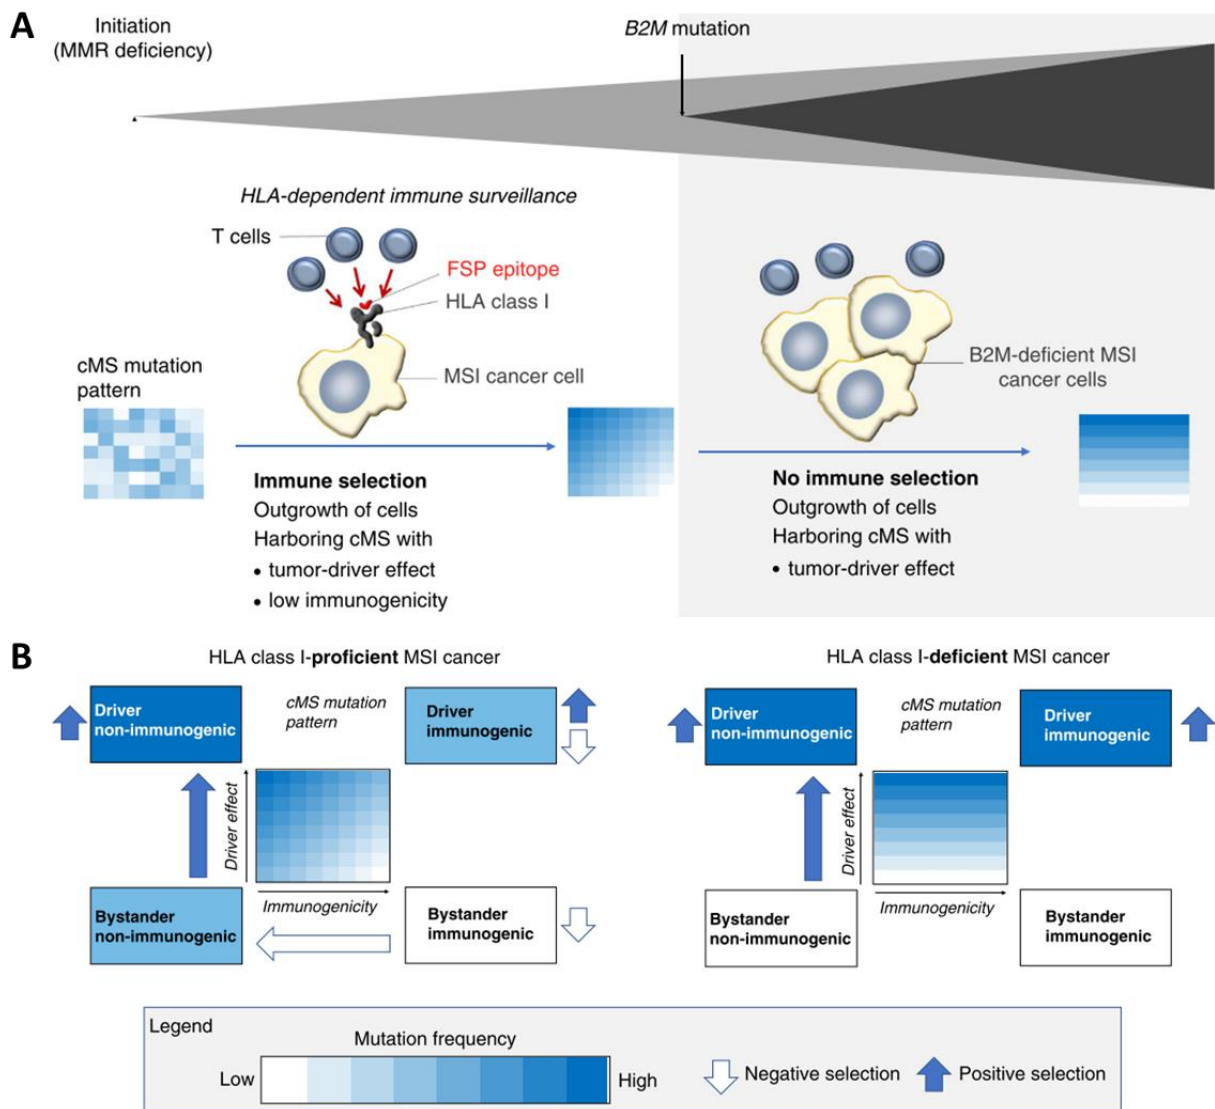 A
Initiation
(MMR deficiency)
B2M mutation
HLA-dependent immune surveillance
T cells
FSP epitope
HLA class I
MSI cancer cell
B2M-deficient MSI
cancer cells
cMS mutation
pattern
Immune selection
Outgrowth of cells
Harboring cMS with
• tumor-driver effect
• low immunogenicity
No immune selection
Outgrowth of cells
Harboring cMS with
• tumor-driver effect
B
HLA class I-proficient MSI cancer
Driver
non-immunogenic
cMS mutation
pattern
Driver
immunogenic
Driver effect
Immunogenicity
Bystander
non-immunogenic
Bystander
immunogenic
HLA class I-deficient MSI cancer
Driver
non-immunogenic
cMS mutation
pattern
Driver
immunogenic
Driver effect
Immunogenicity
Bystander
non-immunogenic
Bystander
immunogenic
Legend
Mutation frequency
Low
High
Negative selection
Positive selection